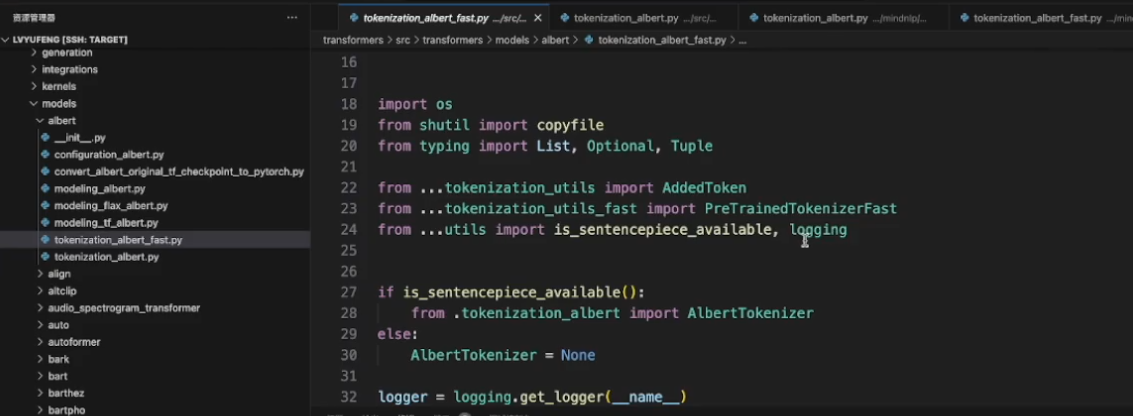 资源管理器
···
LVYUFENG [SSH: TARGET]
generation
integrations
kernels
models
albert
__init__.py
configuration_albert.py
convert_albert_original_tf_checkpoint_to_pytorch.py
modeling_albert.py
modeling_flax_albert.py
modeling_tf_albert.py
tokenization_albert_fast.py
tokenization_albert.py
align
altclip
audio_spectrogram_transformer
auto
autoformer
bark
bart
barthez
bartpho
tokenization_albert_fast.py .../src/...
tokenization_albert.py .../src/...
tokenization_albert.py .../mindnlp/...
tokenization_albert_fast.py
transformers > src > transformers > models > albert > tokenization_albert_fast.py > ...
16
17
18 import os
19 from shutil import copyfile
20 from typing import List, Optional, Tuple
21
22 from ...tokenization_utils import AddedToken
23 from ...tokenization_utils_fast import PreTrainedTokenizerFast
24 from ...utils import is_sentencepiece_available, logging
25
26
27 if is_sentencepiece_available():
28 from .tokenization_albert import AlbertTokenizer
29 else:
30 AlbertTokenizer = None
31
32 logger = logging.get_logger(__name__)